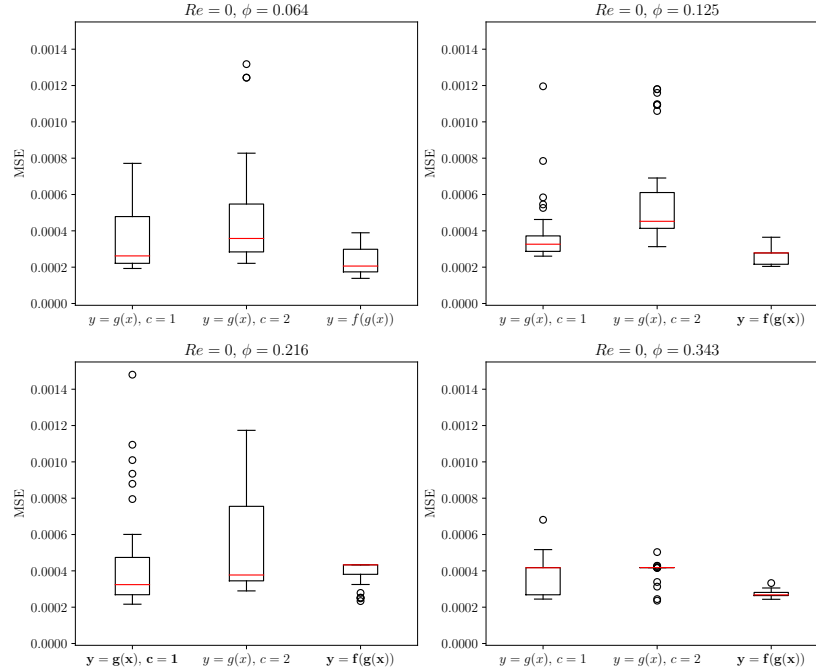 Re = 0, ϕ = 0.064
MSE
0.0014
0.0012
0.0010
0.0008
0.0006
0.0004
0.0002
0.0000
y = g(x), c = 1
y = g(x), c = 2
y = f(g(x))
Re = 0, ϕ = 0.125
MSE
0.0014
0.0012
0.0010
0.0008
0.0006
0.0004
0.0002
0.0000
y = g(x), c = 1
y = g(x), c = 2
y = f(g(x))
Re = 0, ϕ = 0.216
MSE
0.0014
0.0012
0.0010
0.0008
0.0006
0.0004
0.0002
0.0000
y = g(x), c = 1
y = g(x), c = 2
y = f(g(x))
Re = 0, ϕ = 0.343
MSE
0.0014
0.0012
0.0010
0.0008
0.0006
0.0004
0.0002
0.0000
y = g(x), c = 1
y = g(x), c = 2
y = f(g(x))